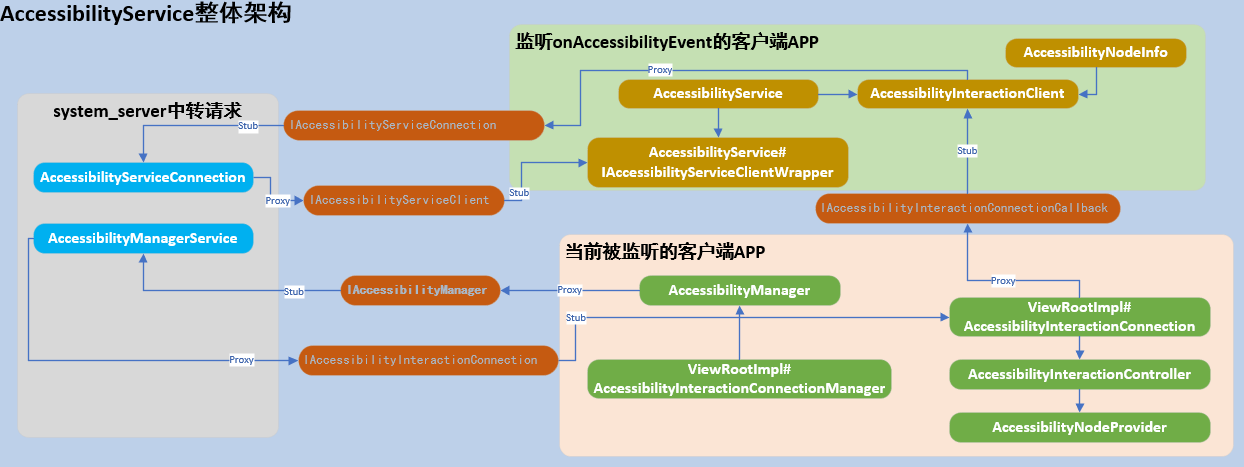 AccessibilityService整体架构
监听onAccessibilityEvent的客户端APP
AccessibilityNodeInfo
Proxy
AccessibilityService
AccessibilityInteractionClient
system_server中转请求
IAccessibilityServiceConnection
Stub
AccessibilityService#
IAccessibilityServiceClientWrapper
Stub
AccessibilityServiceConnection
Proxy
IAccessibilityServiceClient
Stub
IAccessibilityInteractionConnectionCallback
AccessibilityManagerService
当前被监听的客户端APP
Proxy
Stub
IAccessibilityManager
Proxy
AccessibilityManager
Stub
ViewRootImpl#
AccessibilityInteractionConnection
Proxy
IAccessibilityInteractionConnection
ViewRootImpl#
AccessibilityInteractionConnectionManager
AccessibilityInteractionController
AccessibilityNodeProvider